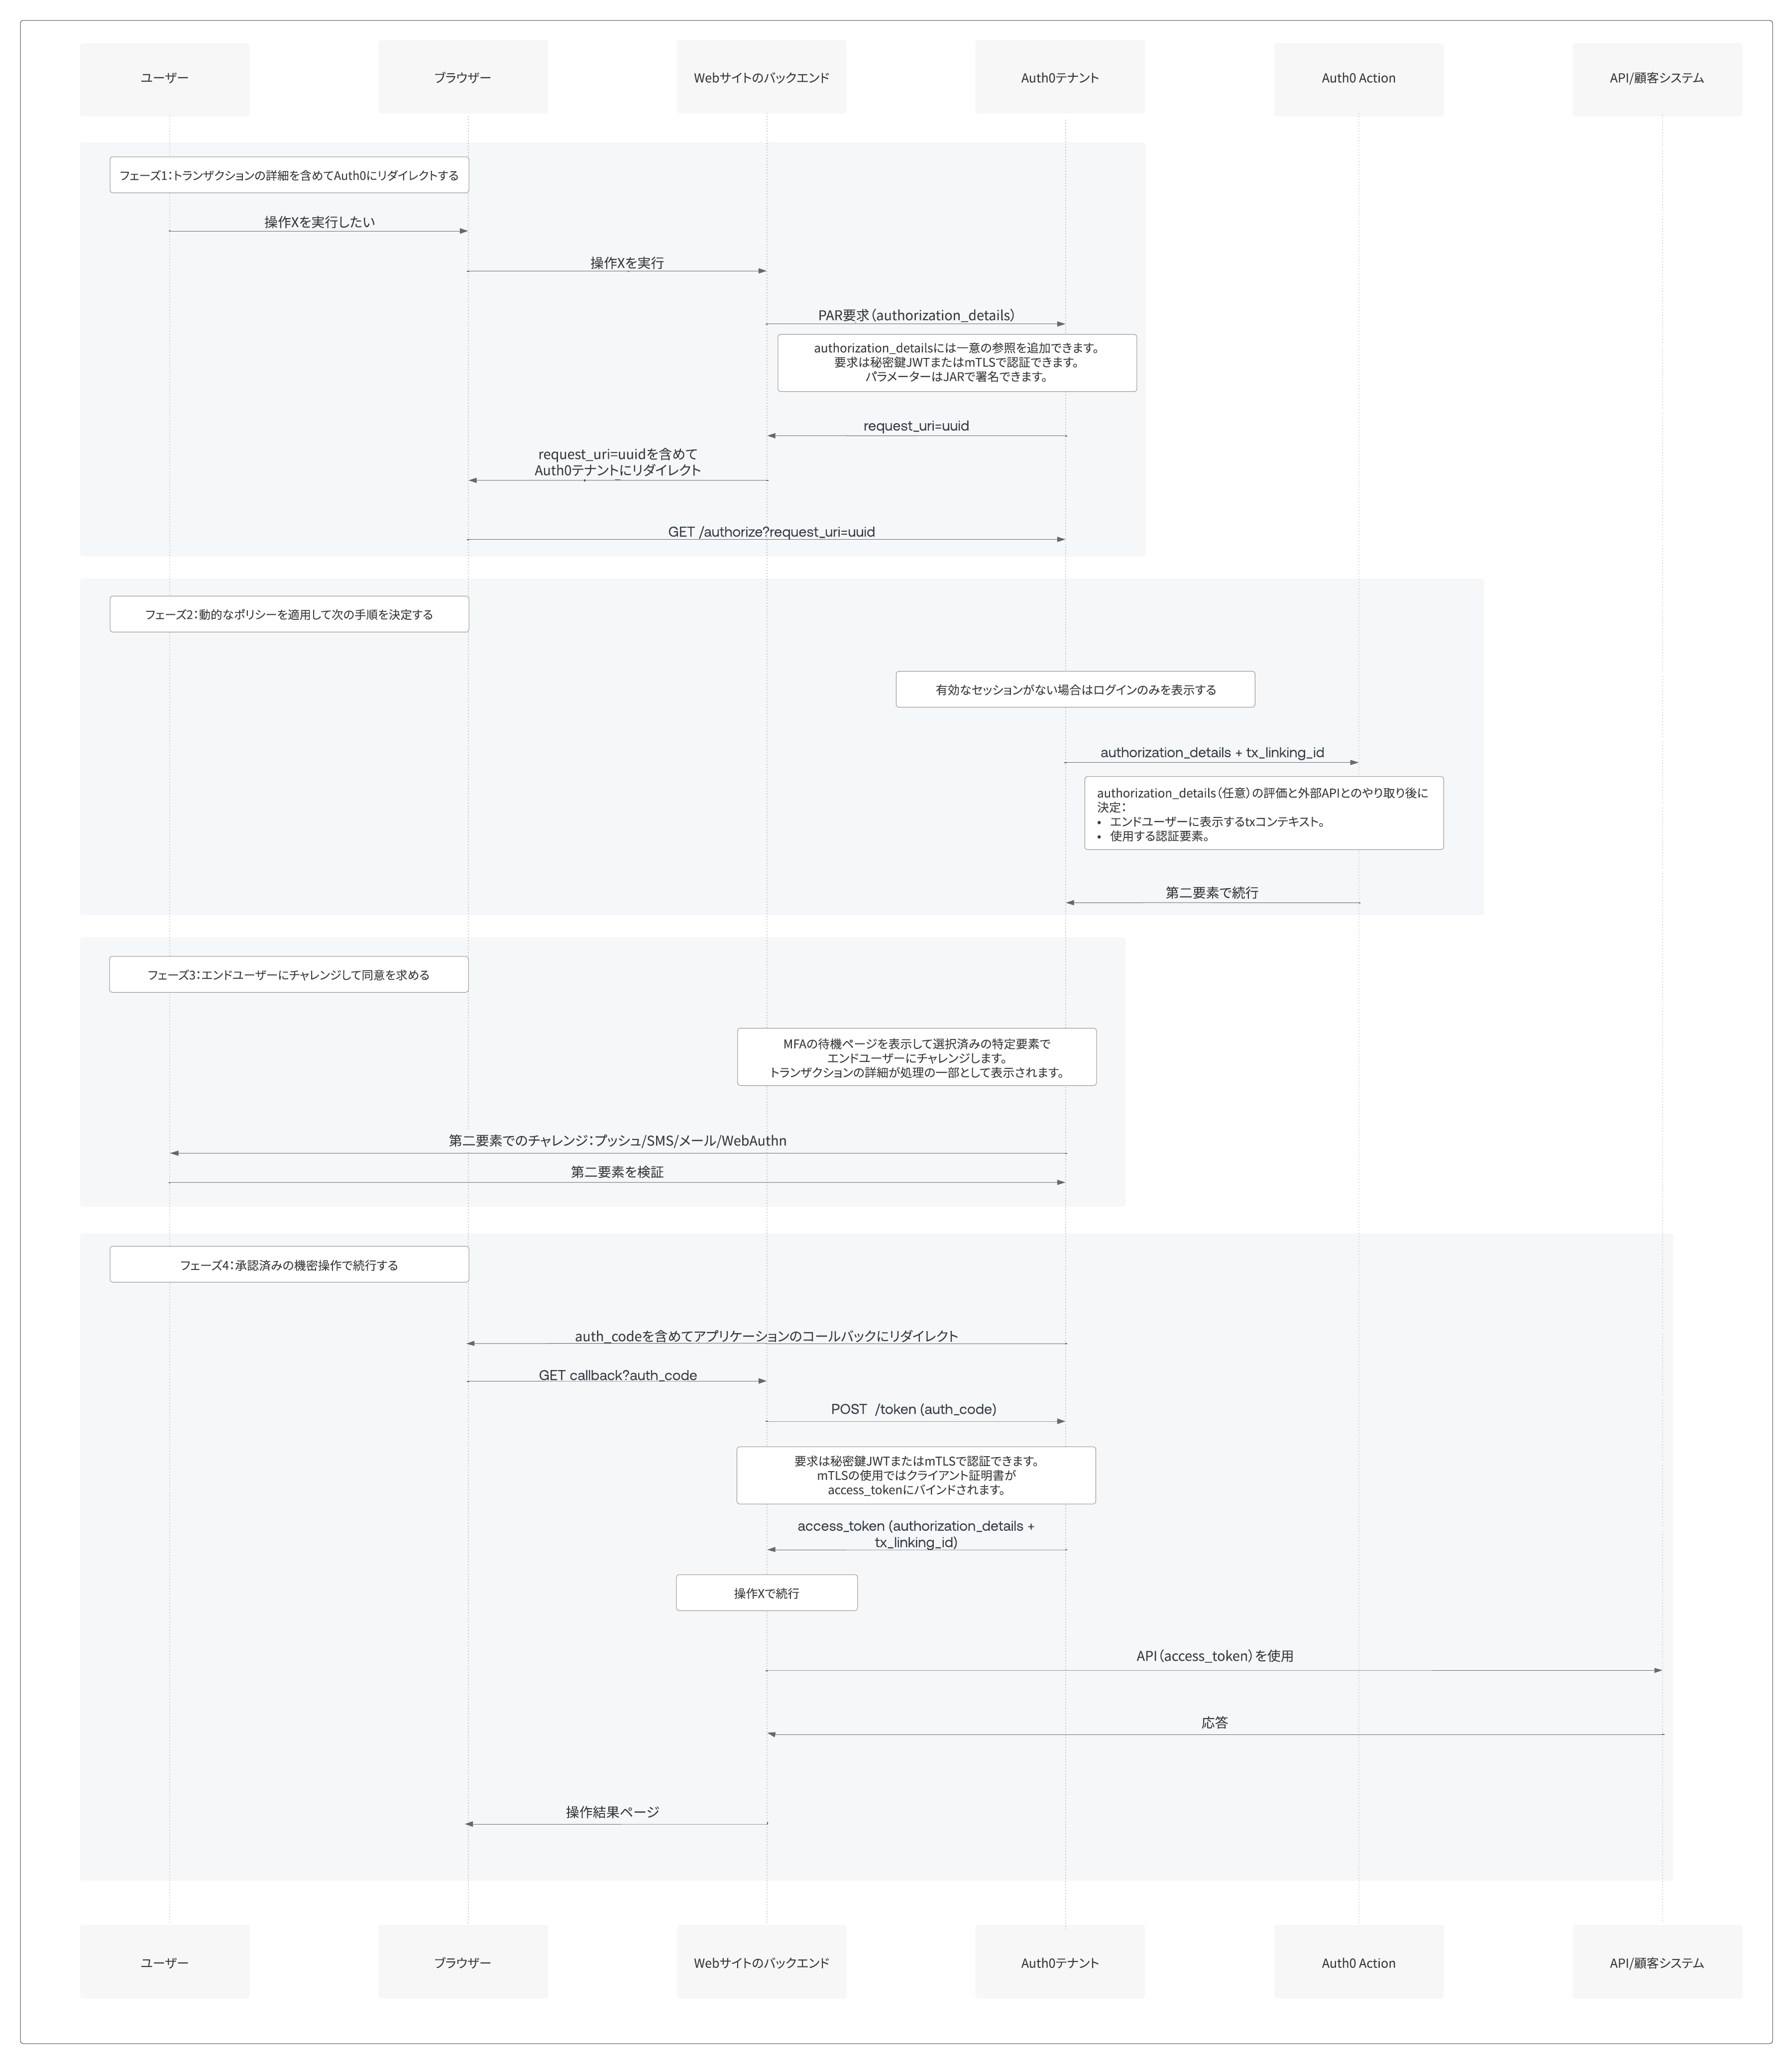 ユーザー
ブラウザー
Webサイトのバックエンド
Auth0テナント
Auth0 Action
API/顧客システム
フェーズ1：トランザクションの詳細を含めてAuth0にリダイレクトする
操作Xを実行したい
操作Xを実行
PAR要求（authorization_details）
authorization_detailsには一意の参照を追加できます。
要求は秘密鍵JWTまたはmTLSで認証できます。
パラメーターはJARで署名できます。
request_uri=uuid
request_uri=uuidを含めて
Auth0テナントにリダイレクト
GET /authorize?request_uri=uuid
フェーズ2：動的なポリシーを適用して次の手順を決定する
有効なセッションがない場合はログインのみを表示する
authorization_details + tx_linking_id
authorization_details（任意）の評価と外部APIとのやり取り後に
決定：
• エンドユーザーに表示するtxコンテキスト。
• 使用する認証要素。
第二要素で続行
フェーズ3：エンドユーザーにチャレンジして同意を求める
MFAの待機ページを表示して選択済みの特定要素で
エンドユーザーにチャレンジします。
トランザクションの詳細が処理の一部として表示されます。
第二要素でのチャレンジ：プッシュ/SMS/メール/WebAuthn
第二要素を検証
フェーズ4：承認済みの機密操作で続行する
auth_codeを含めてアプリケーションのコールバックにリダイレクト
GET callback?auth_code
POST /token (auth_code)
要求は秘密鍵JWTまたはmTLSで認証できます。
mTLSの使用ではクライアント証明書が
access_tokenにバインドされます。
access_token (authorization_details +
tx_linking_id)
操作Xで続行
API（access_token）を使用
応答
操作結果ページ
ユーザー
ブラウザー
Webサイトのバックエンド
Auth0テナント
Auth0 Action
API/顧客システム